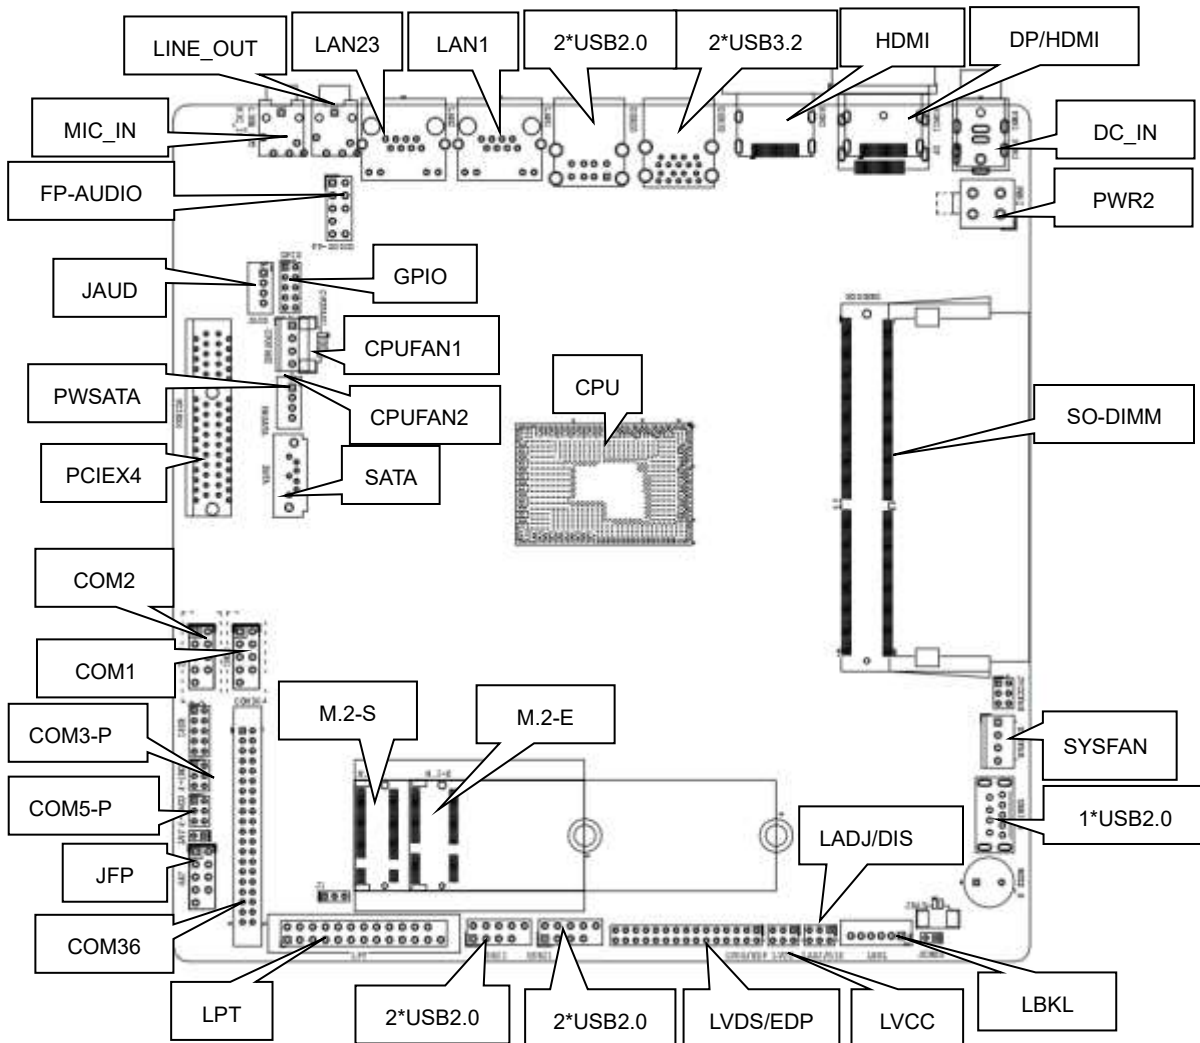 LINE_OUT
LAN23
LAN1
2*USB2.0
2*USB3.2
HDMI
DP/HDMI
MIC_IN
DC_IN
FP-AUDIO
PWR2
JAUD
GPIO
CPUFAN1
PWSATA
CPUFAN2
CPU
SO-DIMM
PCIEX4
SATA
COM2
COM1
M.2-S
M.2-E
COM3-P
SYSFAN
COM5-P
1*USB2.0
LADJ/DIS
JFP
COM36
LPT
LPT
2*USB2.0
2*USB2.0
LVDS/EDP
LVCC
LBKL